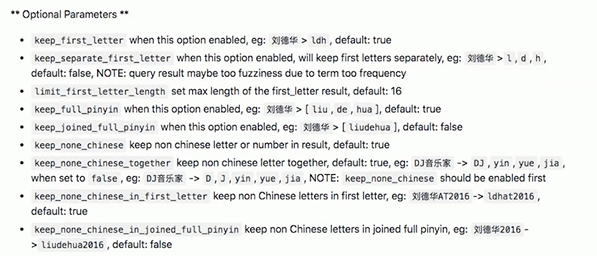 ** Optional Parameters **
keep_first_letter when this option enabled, eg: 刘德华 > ldh , default: true
keep_separate_first_letter when this option enabled, will keep first letters separately, eg: 刘德华 > l , d , h ,
default: false, NOTE: query result maybe too fuzziness due to term too frequency
limit_first_letter_length set max length of the first_letter result, default: 16
keep_full_pinyin when this option enabled, eg: 刘德华 > [ liu , de , hua ], default: true
keep_joined_full_pinyin when this option enabled, eg: 刘德华 > [ liudehua ], default: false
keep_none_chinese keep non chinese letter or number in result, default: true
keep_none_chinese_together keep non chinese letter together, default: true, eg: DJ音乐家 -> DJ , yin , yue , jia ,
when set to false , eg: DJ音乐家 -> D , J , yin , yue , jia , NOTE: keep_none_chinese should be enabled first
keep_none_chinese_in_first_letter keep non Chinese letters in first letter, eg: 刘德华AT2016 -> ldhat2016 ,
default: true
keep_none_chinese_in_joined_full_pinyin keep non Chinese letters in joined full pinyin, eg: 刘德华2016 -
> liudehua2016 , default: false